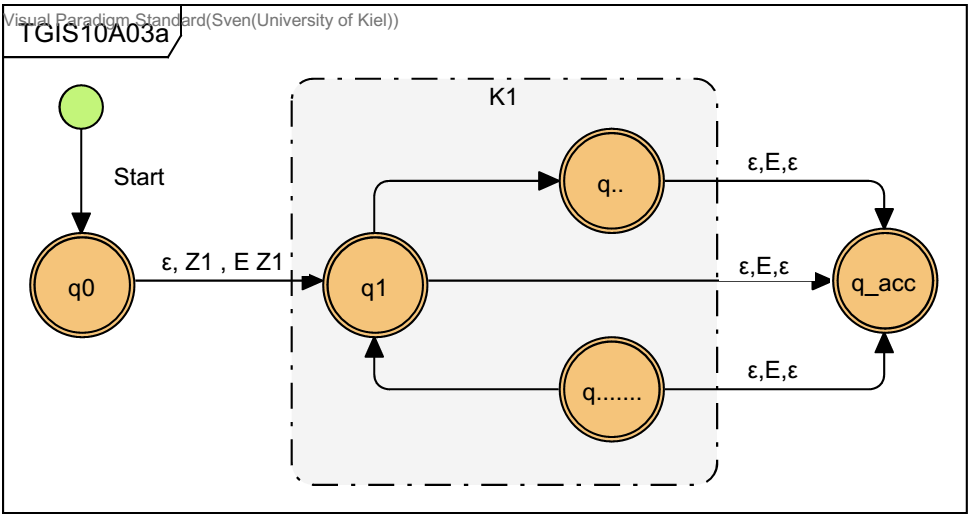 Visual Paradigm Standard(Sven(University of Kiel))
TGIS10A03a
K1
Start
q..
ε,E,ε
q0
ε, Z1 , E Z1
q1
ε,E,ε
q_acc
q.......
ε,E,ε